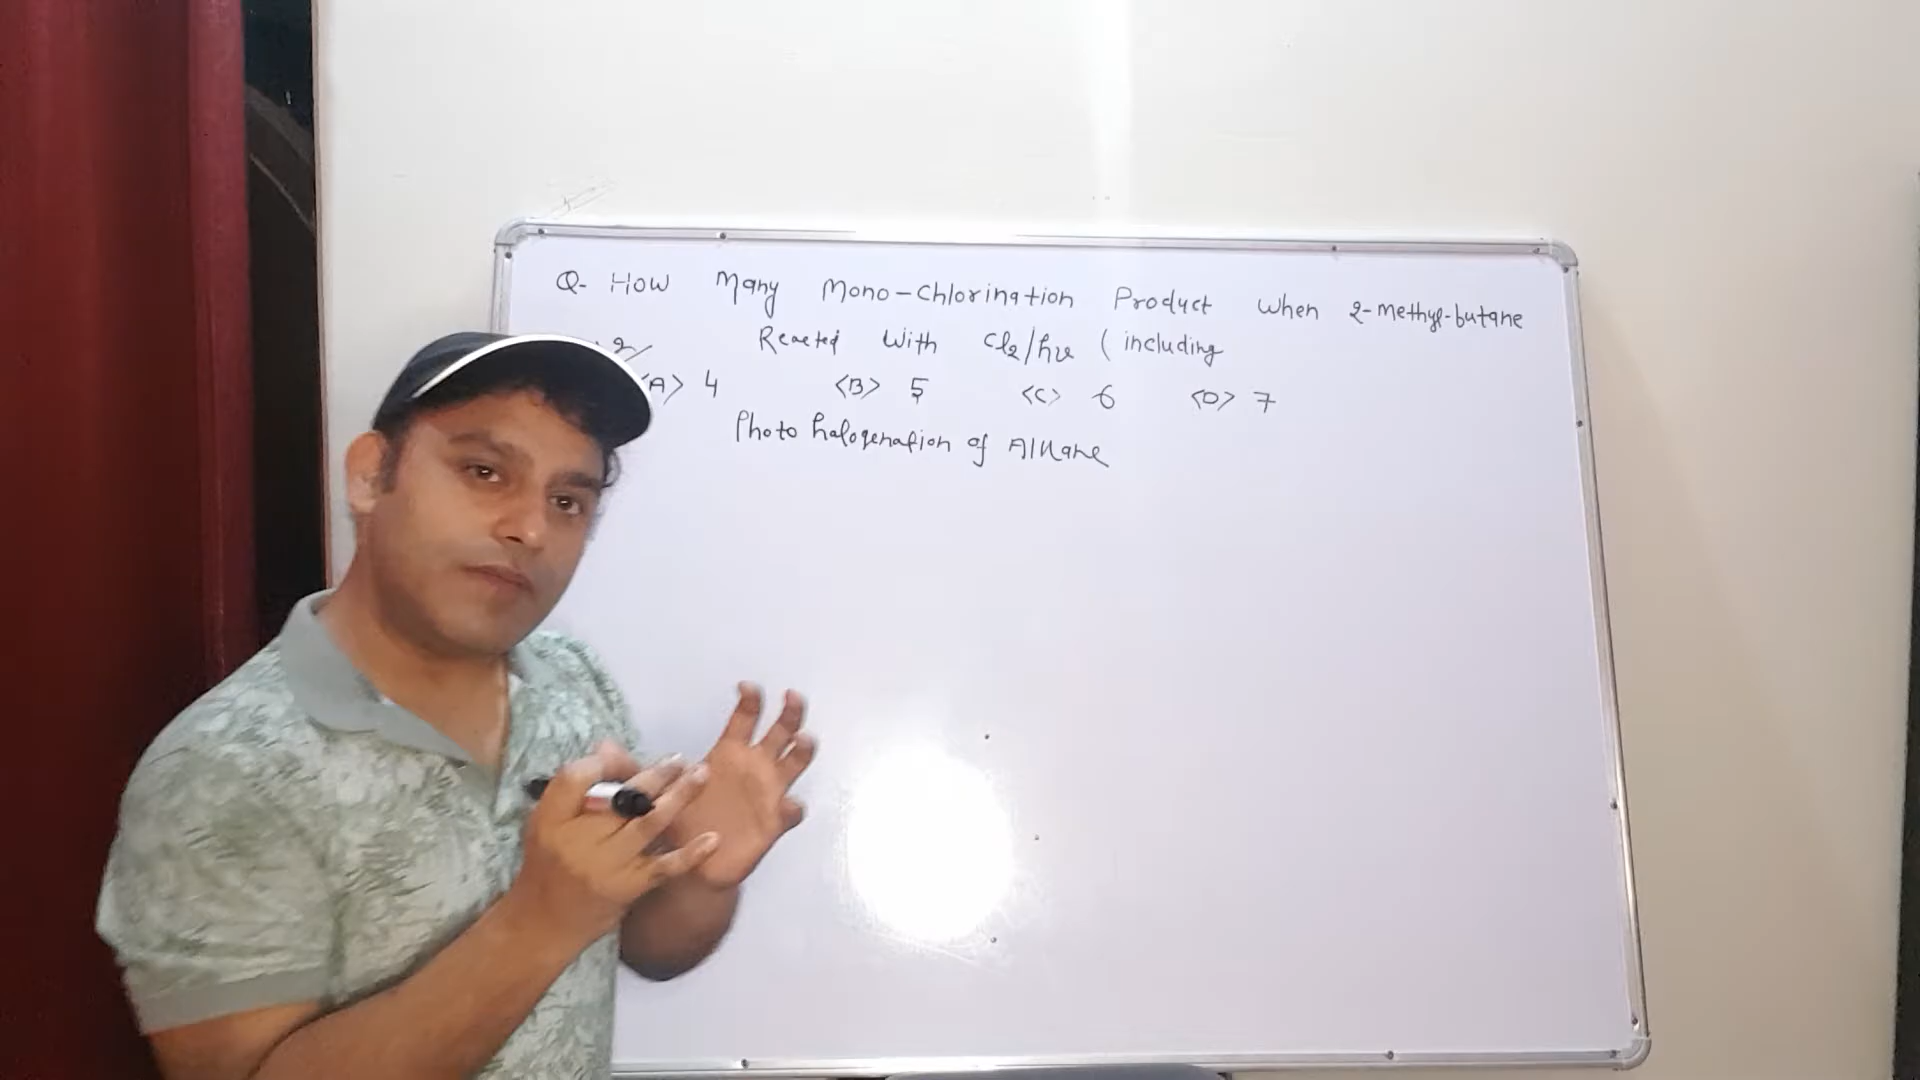 Q- How Many Mono-Chlorination Product When 2-methyl-butane
Reacted With Cl2/hν (including
<A> 4 <B> 5 <C> 6 <D> 7
Photo halogenation of Alkane